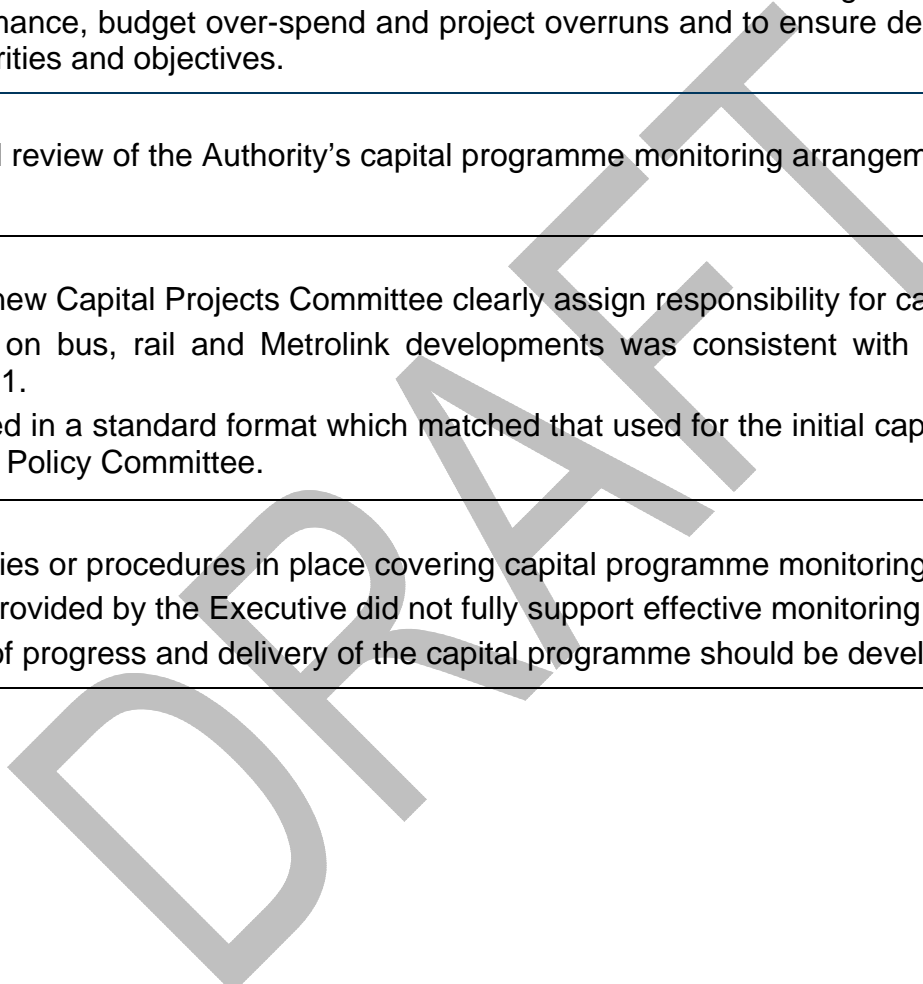 mance, budget over-spend and project overruns and to ensure de
rities and objectives.
l review of the Authority's capital programme monitoring arrangem
new Capital Projects Committee clearly assign responsibility for ca
on bus, rail and Metrolink developments was consistent with
1.
ed in a standard format which matched that used for the initial cap
Policy Committee.
ies or procedures in place covering capital programme monitoring
rovided by the Executive did not fully support effective monitoring
of progress and delivery of the capital programme should be devel
DRAFT